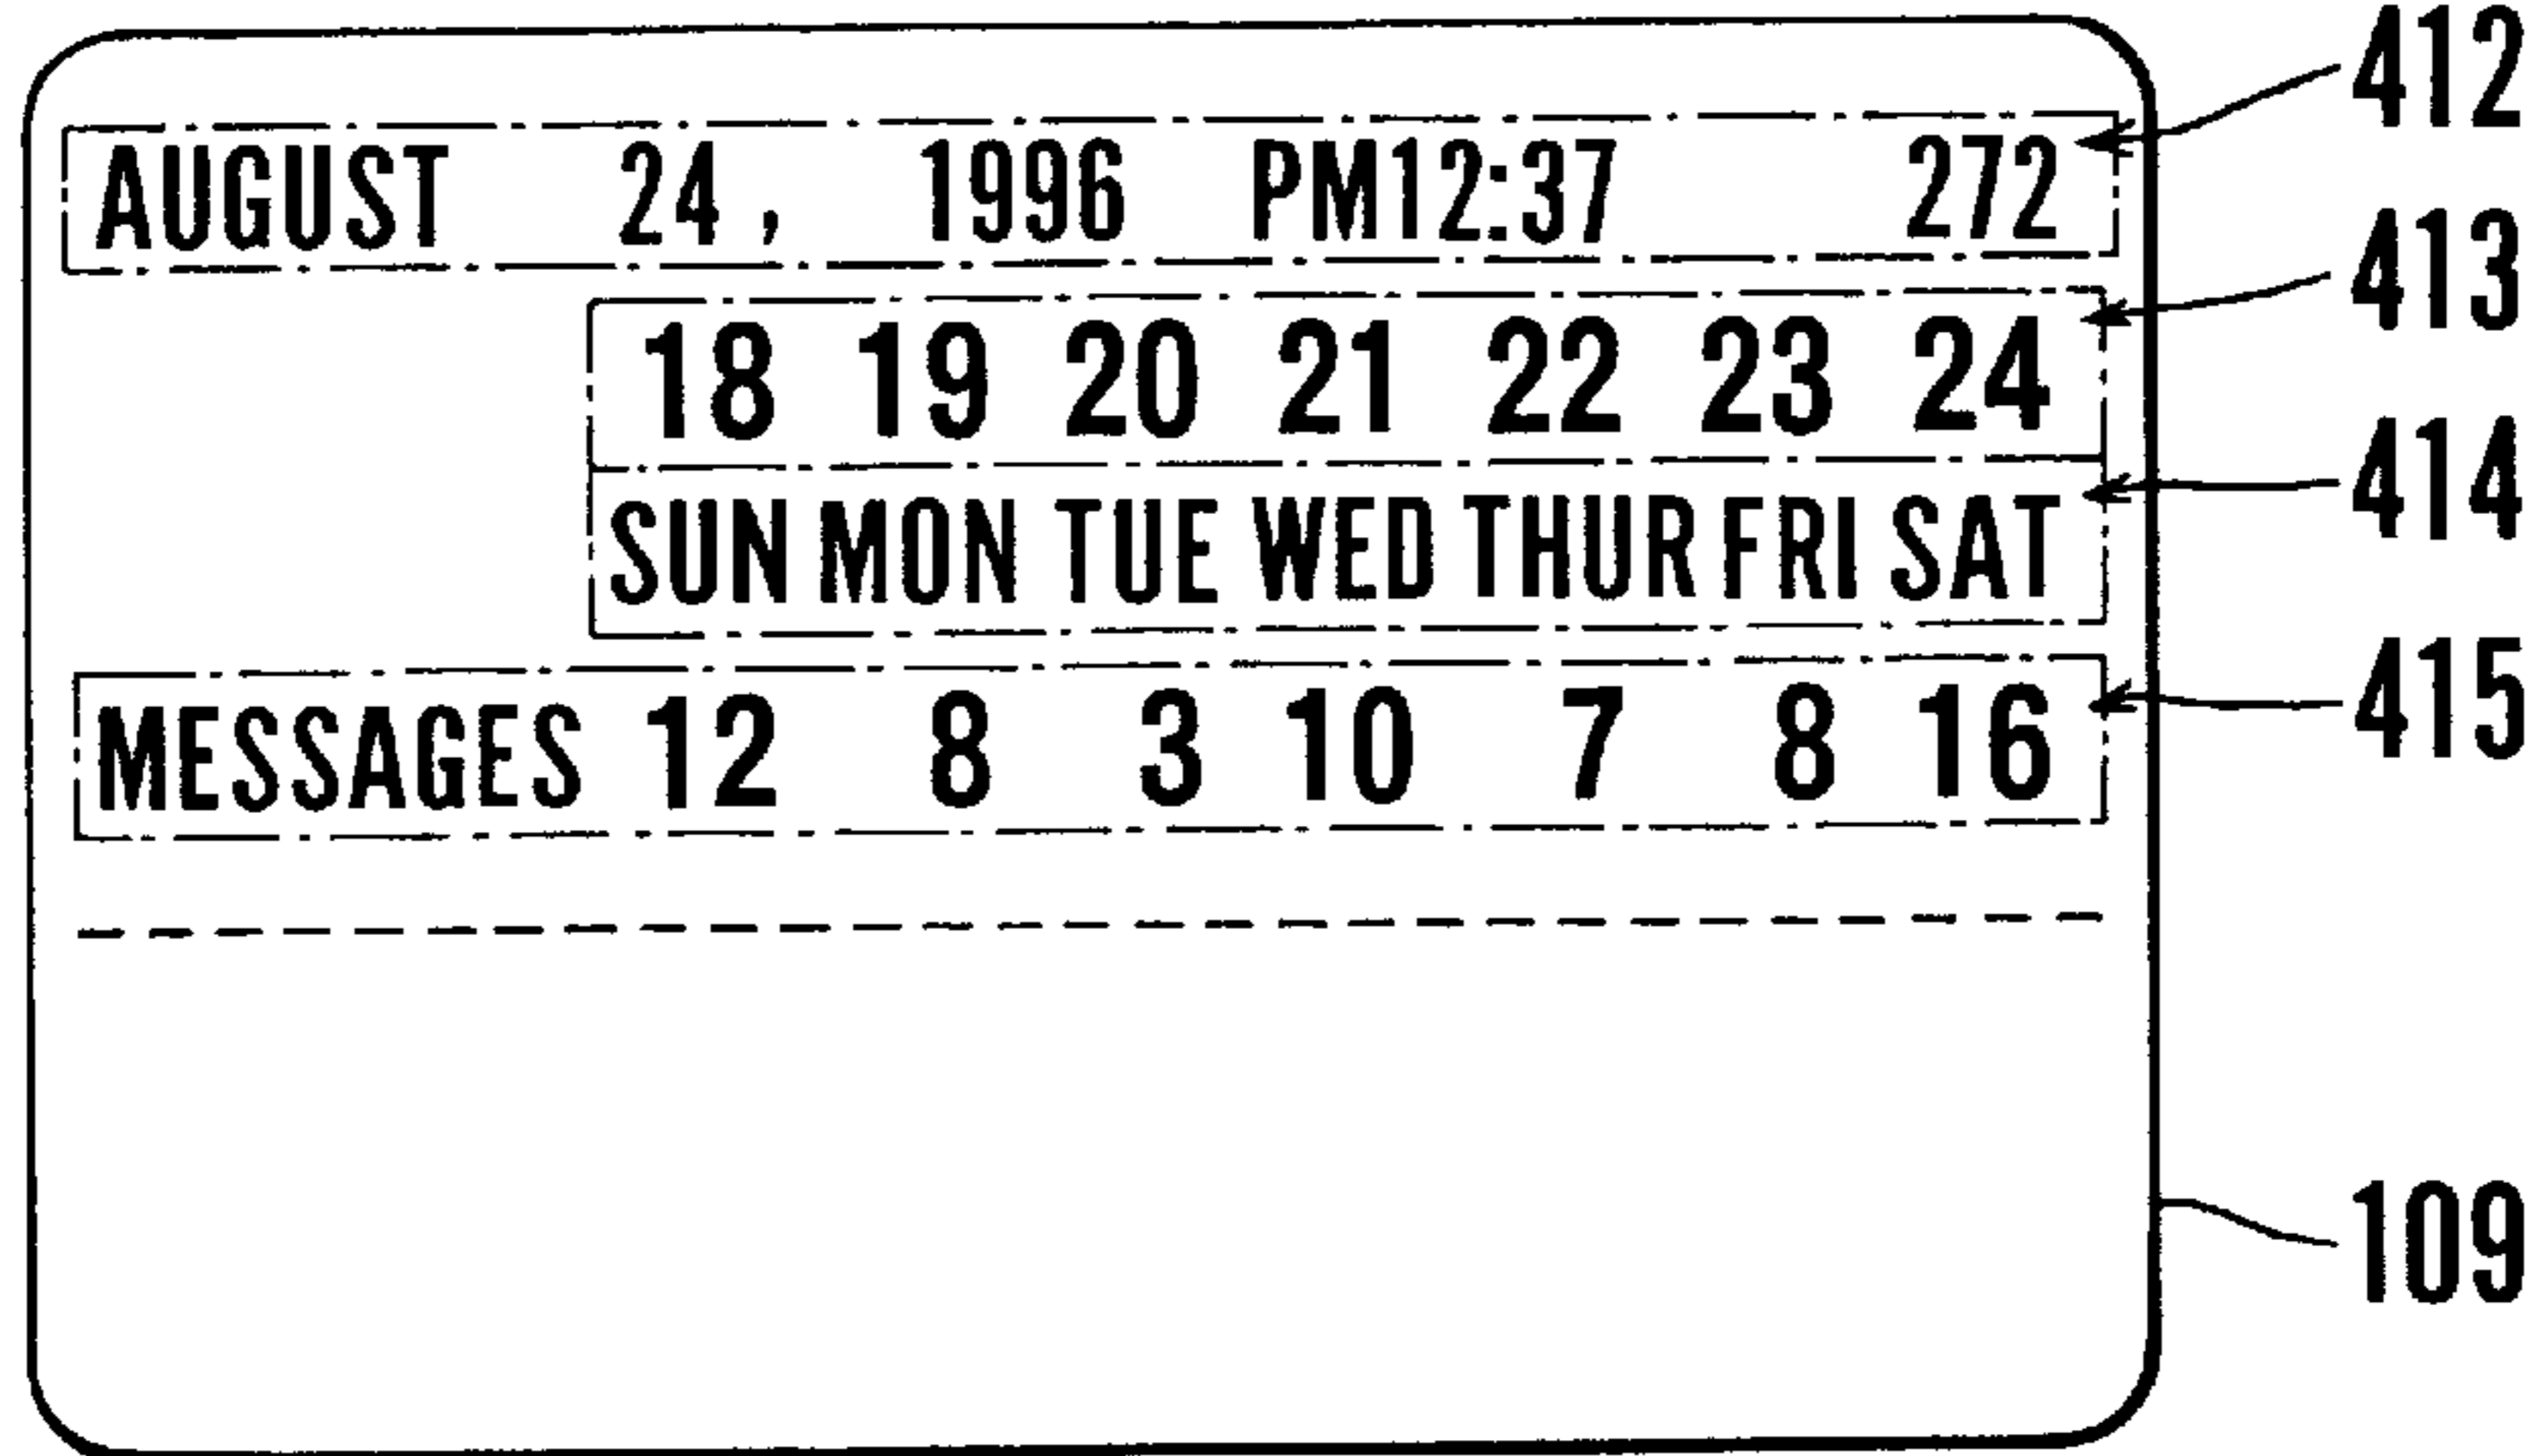 AUGUST 24, 1996 PM12:37 272 412
18 19 20 21 22 23 24 413
SUN MON TUE WED THUR FRI SAT 414
MESSAGES 12 8 3 10 7 8 16 415
109